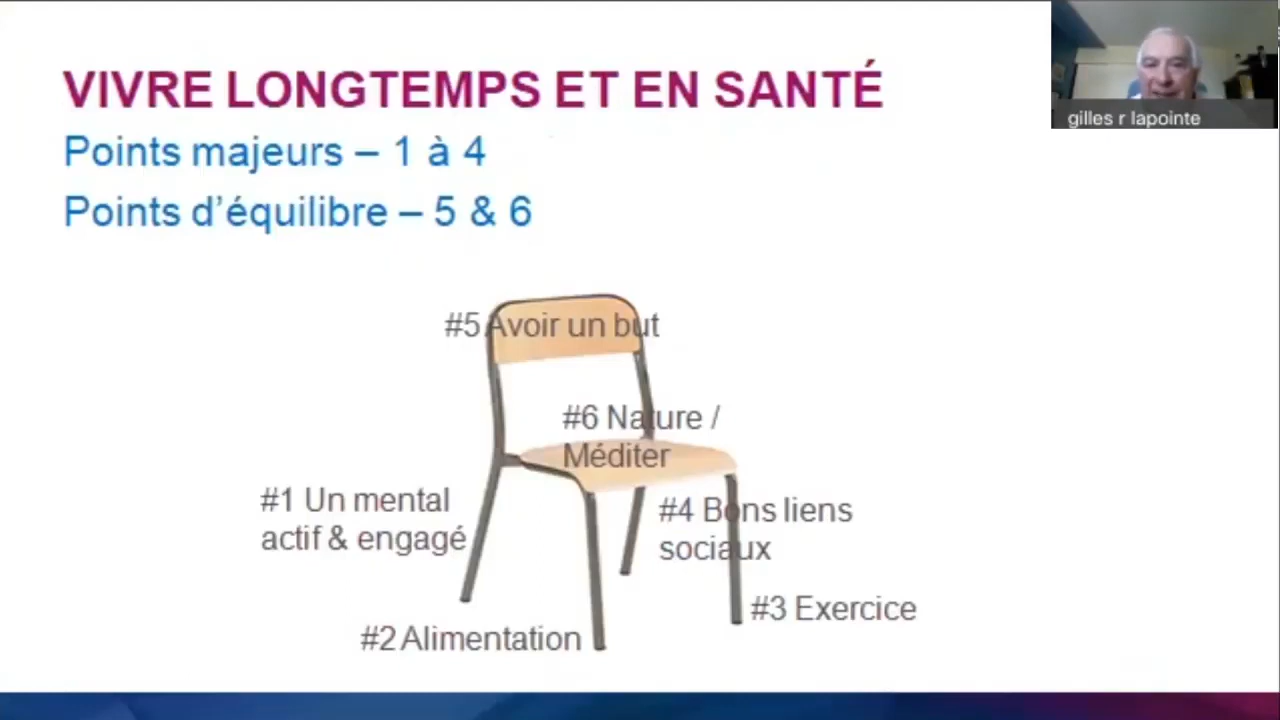 VIVRE LONGTEMPS ET EN SANTÉ
gilles r lapointe
Points majeurs – 1 à 4
Points d’équilibre – 5 & 6
#5 Avoir un but
#6 Nature /
Méditer
#1 Un mental
actif & engagé
#4 Bons liens
sociaux
#3 Exercice
#2 Alimentation